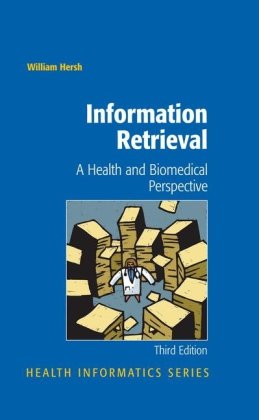 William Hersh
Information
Retrieval
A Health and Biomedical
Perspective
Third Edition
HEALTH INFORMATICS SERIES